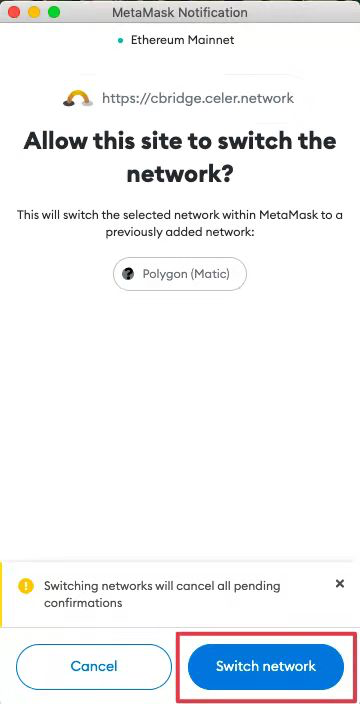 MetaMask Notification
Ethereum Mainnet
https://cbridge.celer.network
Allow this site to switch the
network?
This will switch the selected network within MetaMask to a
previously added network:
? Polygon (Matic)
! Switching networks will cancel all pending
confirmations
Cancel
Switch network